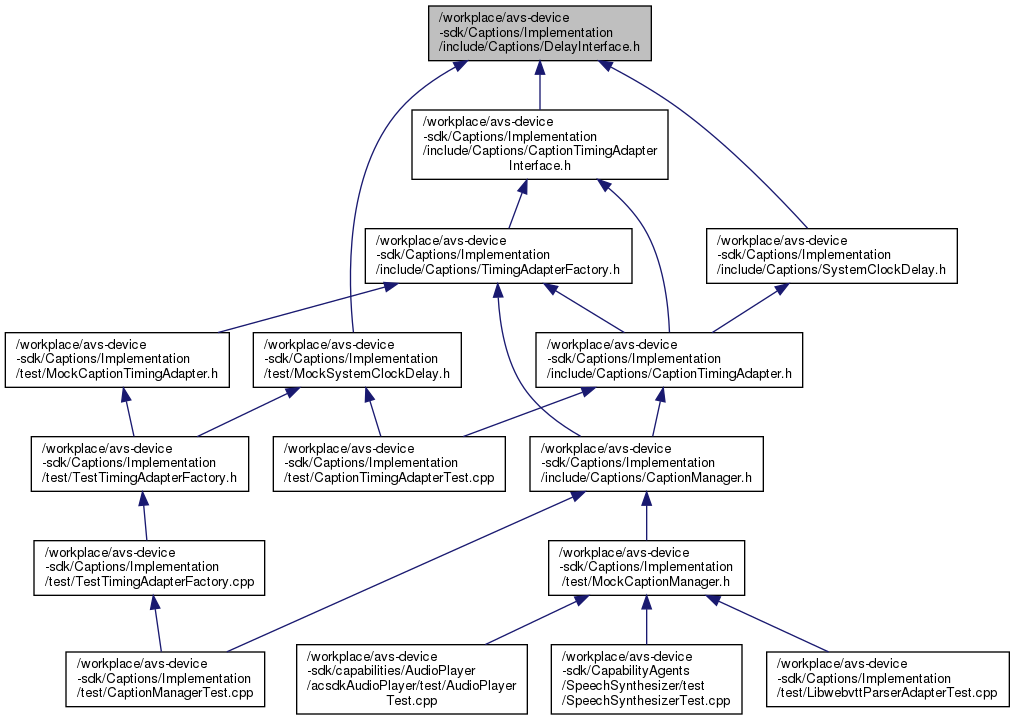 /workplace/avs-device
-sdk/Captions/Implementation
/include/Captions/DelayInterface.h
/workplace/avs-device
-sdk/Captions/Implementation
/include/Captions/CaptionTimingAdapter
Interface.h
/workplace/avs-device
-sdk/Captions/Implementation
/include/Captions/TimingAdapterFactory.h
/workplace/avs-device
-sdk/Captions/Implementation
/include/Captions/SystemClockDelay.h
/workplace/avs-device
-sdk/Captions/Implementation
/test/MockCaptionTimingAdapter.h
/workplace/avs-device
-sdk/Captions/Implementation
/test/MockSystemClockDelay.h
/workplace/avs-device
-sdk/Captions/Implementation
/include/Captions/CaptionTimingAdapter.h
/workplace/avs-device
-sdk/Captions/Implementation
/test/TestTimingAdapterFactory.h
/workplace/avs-device
-sdk/Captions/Implementation
/test/CaptionTimingAdapterTest.cpp
/workplace/avs-device
-sdk/Captions/Implementation
/include/Captions/CaptionManager.h
/workplace/avs-device
-sdk/Captions/Implementation
/test/TestTimingAdapterFactory.cpp
/workplace/avs-device
-sdk/Captions/Implementation
/test/MockCaptionManager.h
/workplace/avs-device
-sdk/Captions/Implementation
/test/CaptionManagerTest.cpp
/workplace/avs-device
-sdk/capabilities/AudioPlayer
/acsdkAudioPlayer/test/AudioPlayer
Test.cpp
/workplace/avs-device
-sdk/CapabilityAgents
/SpeechSynthesizer/test
/SpeechSynthesizerTest.cpp
/workplace/avs-device
-sdk/Captions/Implementation
/test/LibwebvttParserAdapterTest.cpp